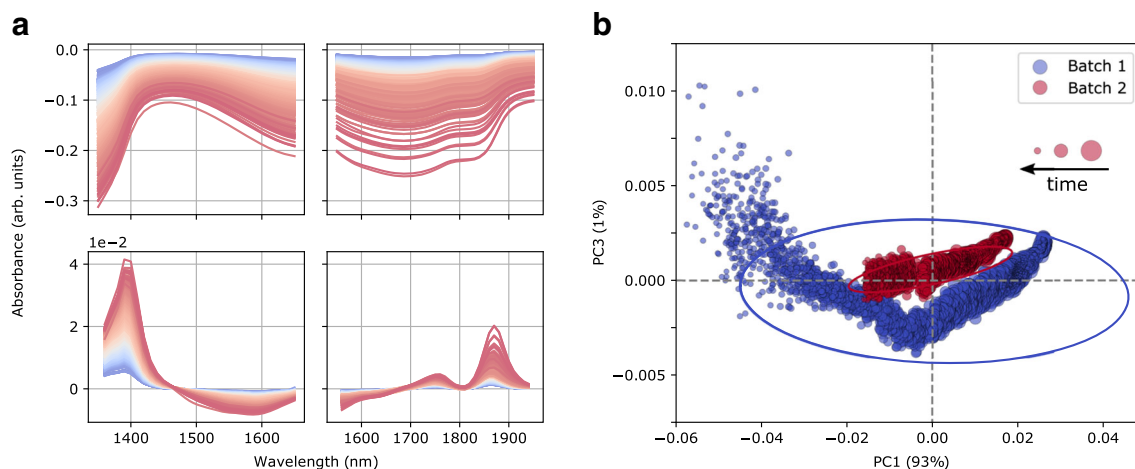 a
b
0.0
−0.1
−0.2
−0.3
Absorbance (arb. units)
1e−2
4
2
0
1400
1500
1600
1600
1700
1800
1900
Wavelength (nm)
Batch 1
Batch 2
time
0.010
0.005
0.000
−0.005
PC3 (1%)
−0.06
−0.04
−0.02
0.00
0.02
0.04
PC1 (93%)